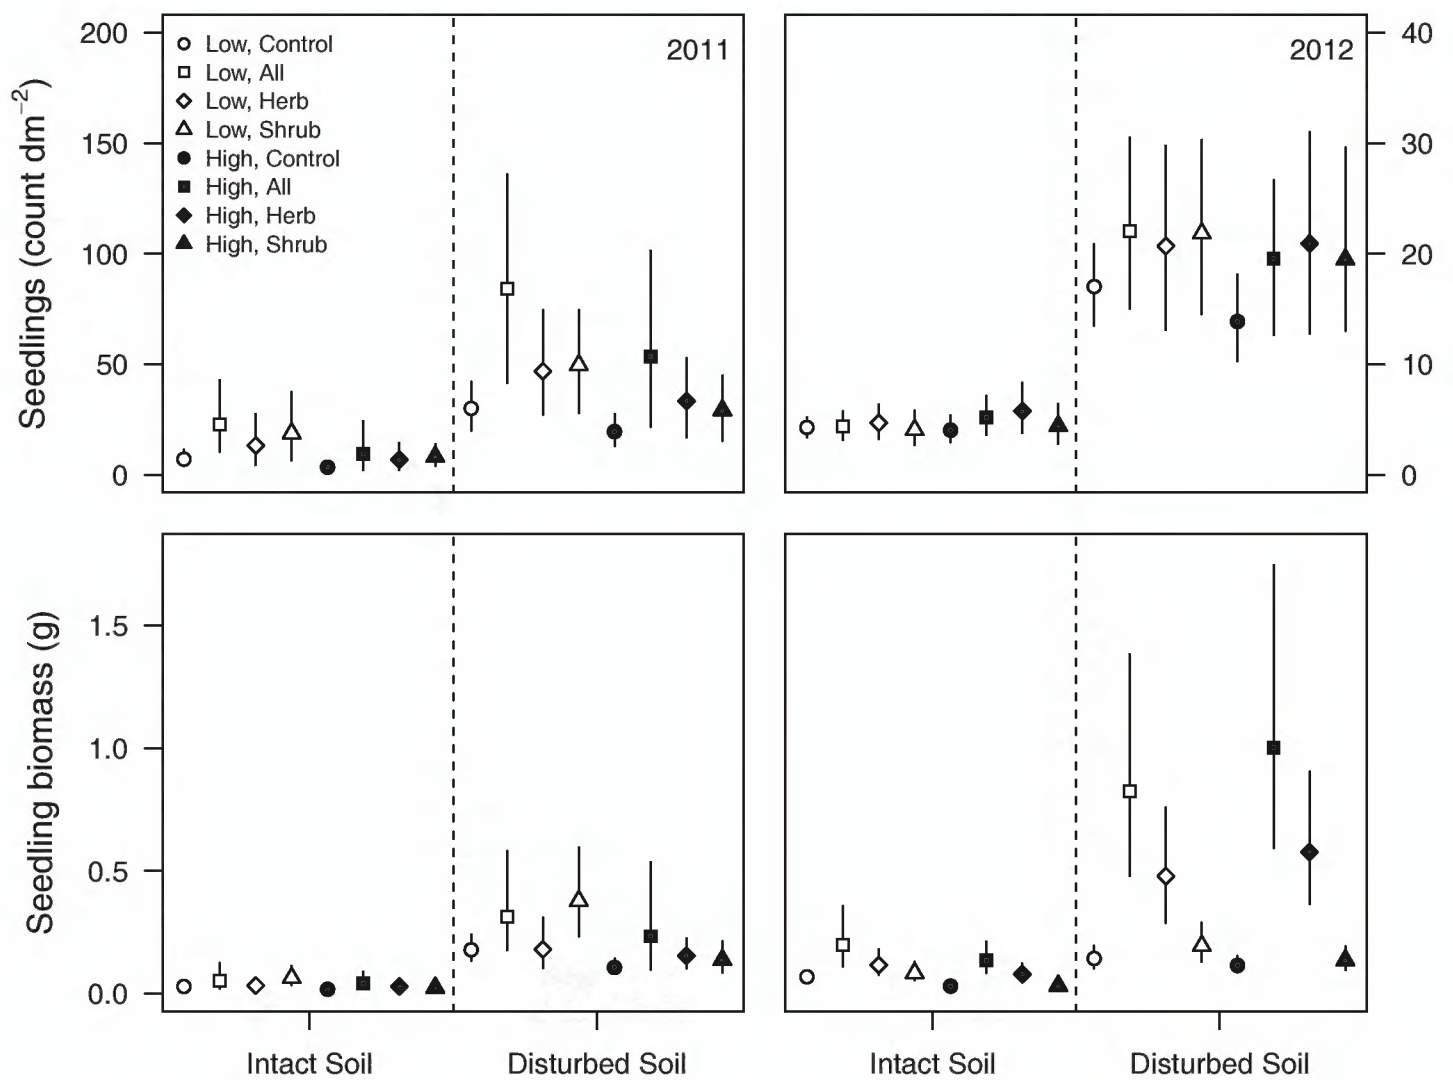 Seedlings (count dm⁻²)
200
150
100
50
0
Low, Control
Low, All
Low, Herb
Low, Shrub
High, Control
High, All
High, Herb
High, Shrub
2011
2012
40
30
20
10
0
Seedling biomass (g)
1.5
1.0
0.5
0.0
Intact Soil
Disturbed Soil
Intact Soil
Disturbed Soil